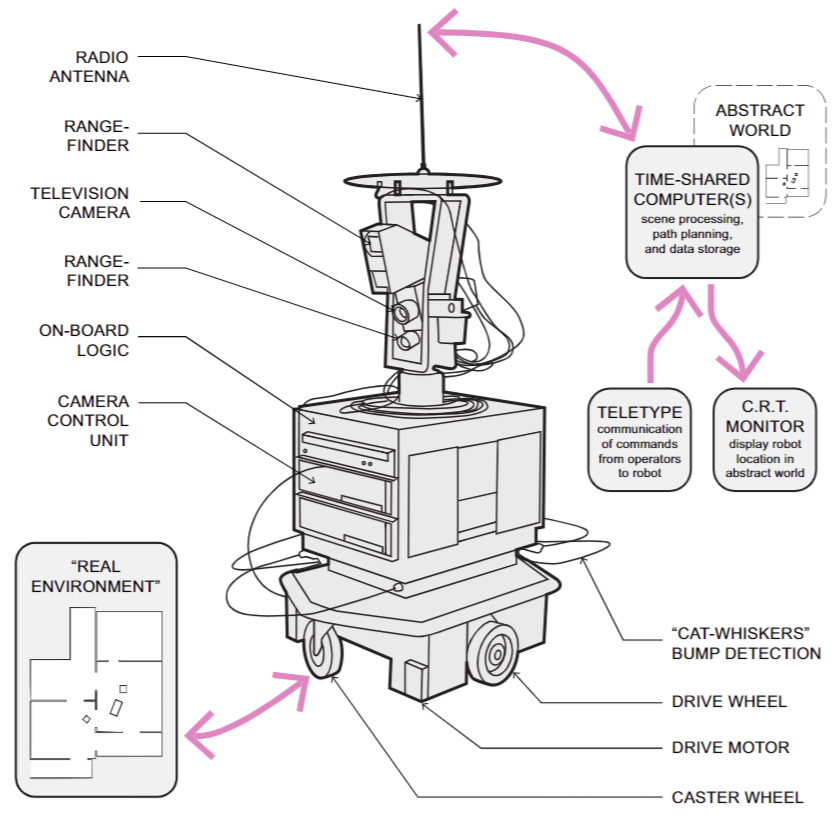 RADIO
ANTENNA
RANGE-
FINDER
TELEVISION
CAMERA
RANGE-
FINDER
ON-BOARD
LOGIC
CAMERA
CONTROL
UNIT
ABSTRACT
WORLD
TIME-SHARED
COMPUTER(S)
scene processing,
path planning,
and data storage
TELETYPE
communication
of commands
from operators
to robot
C.R.T.
MONITOR
display robot
location in
abstract world
“REAL
ENVIRONMENT”
“CAT-WHISKERS”
BUMP DETECTION
DRIVE WHEEL
DRIVE MOTOR
CASTER WHEEL